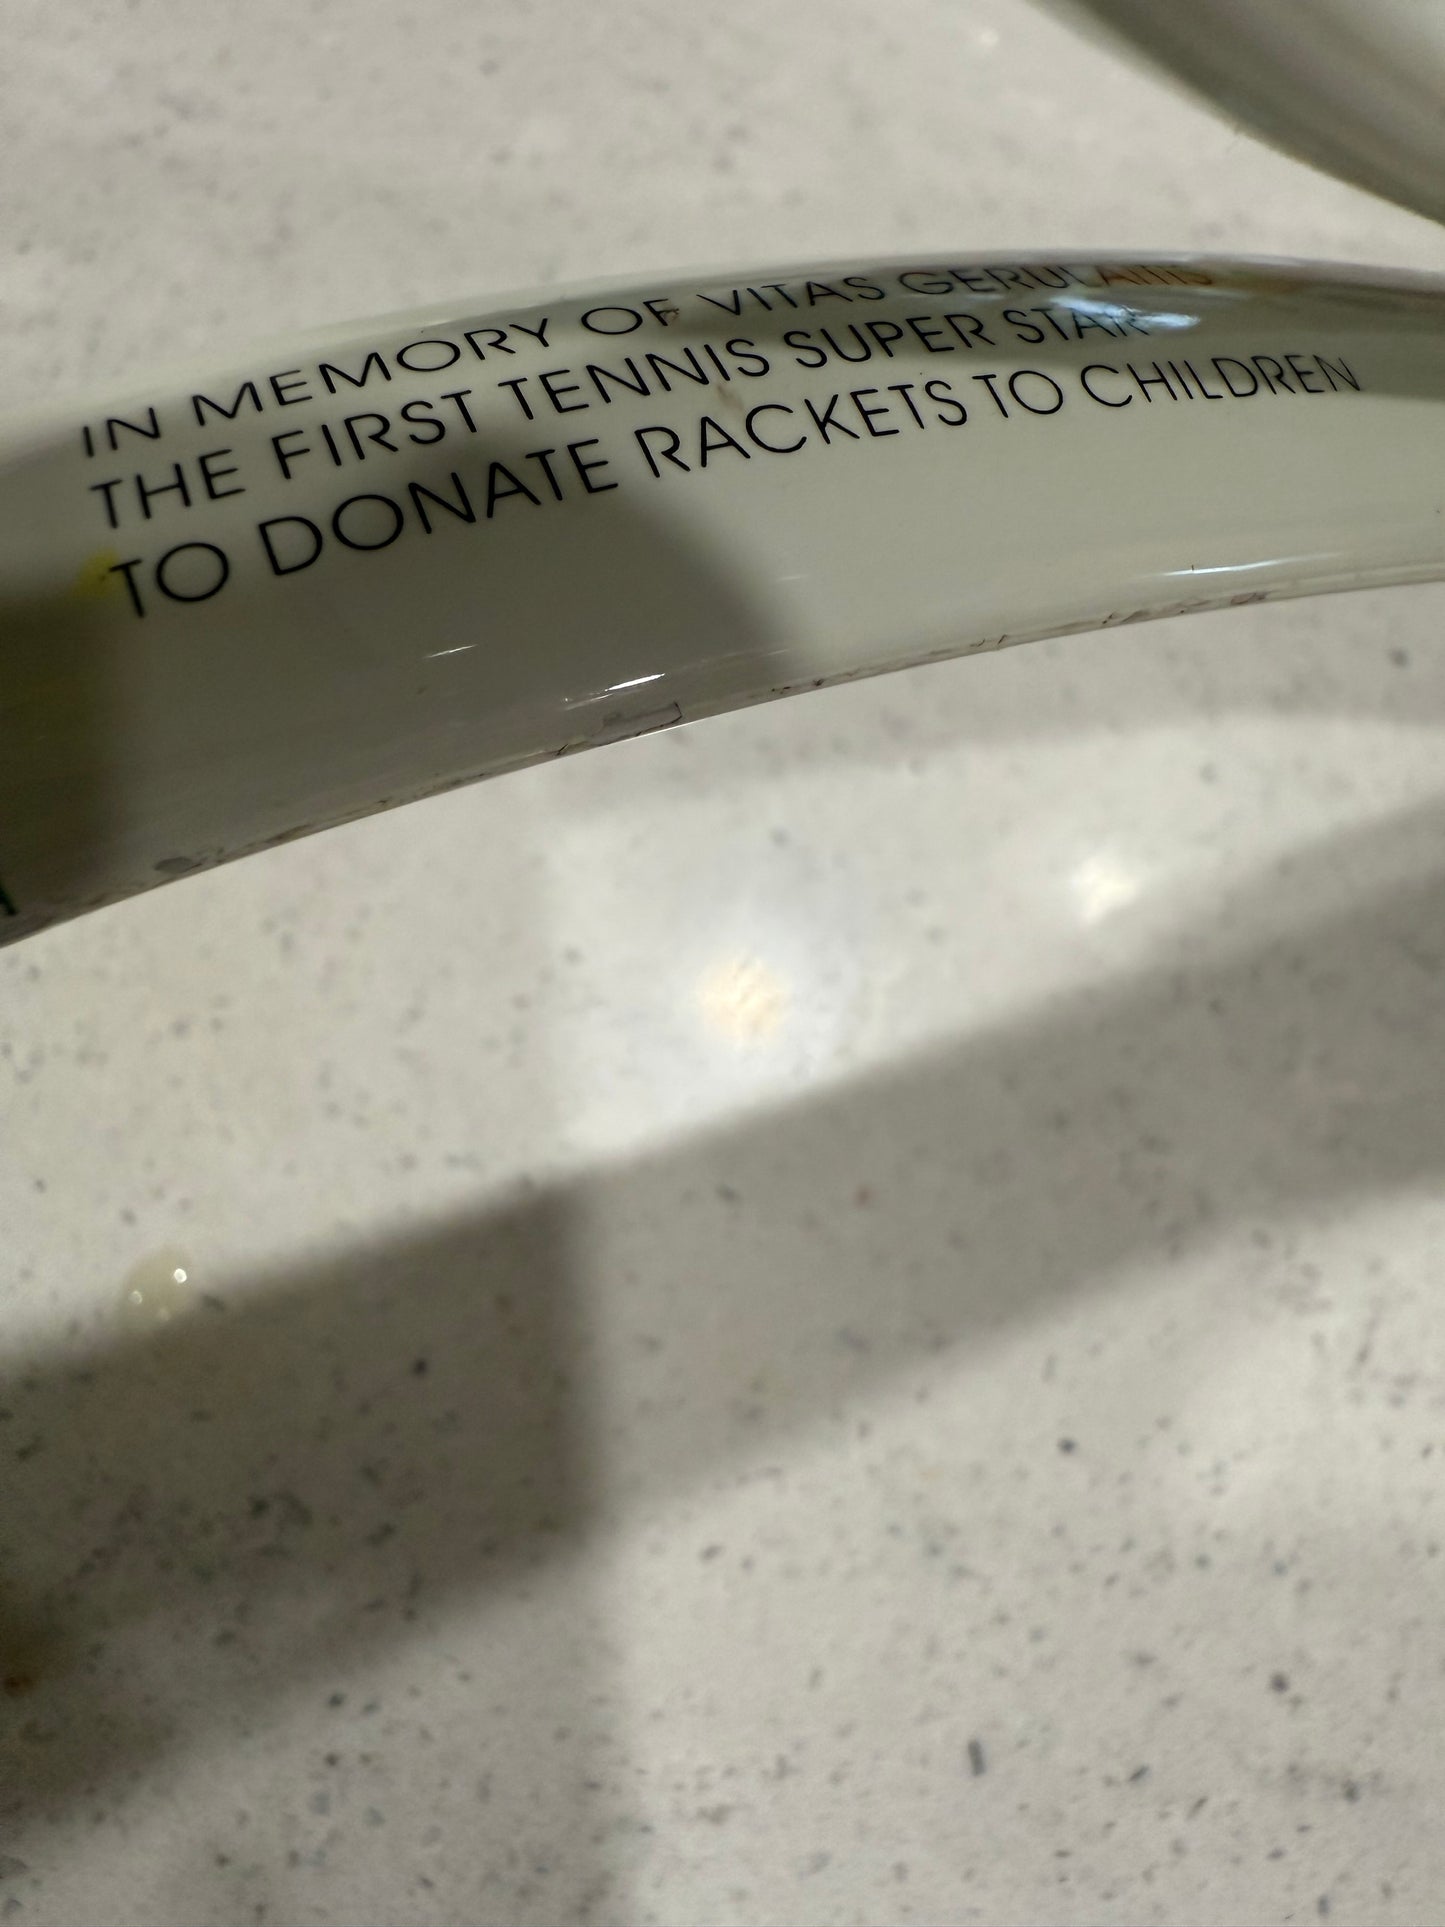 IN MEMORY OF VITAS GERULAITIS
THE FIRST TENNIS SUPER STAR
TO DONATE RACKETS TO CHILDREN